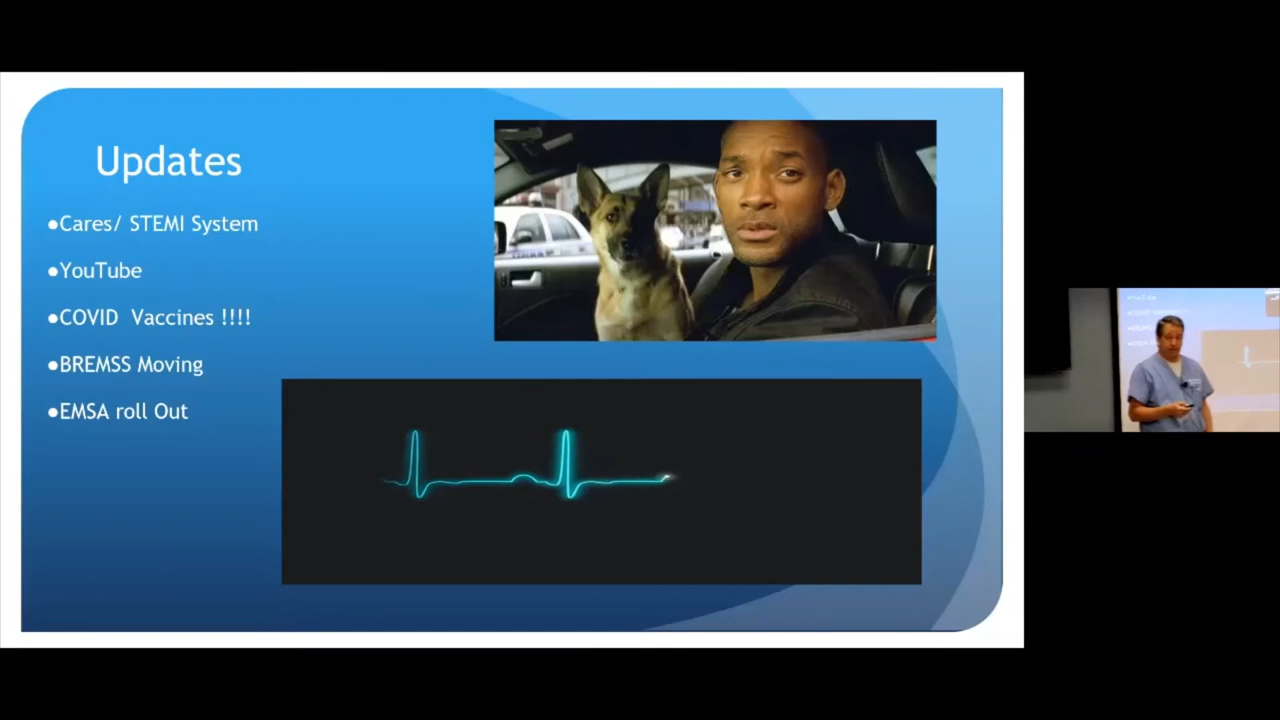 Updates
●Cares/ STEMI System
●YouTube
●COVID  Vaccines !!!!
●BREMSS Moving
●EMSA roll Out